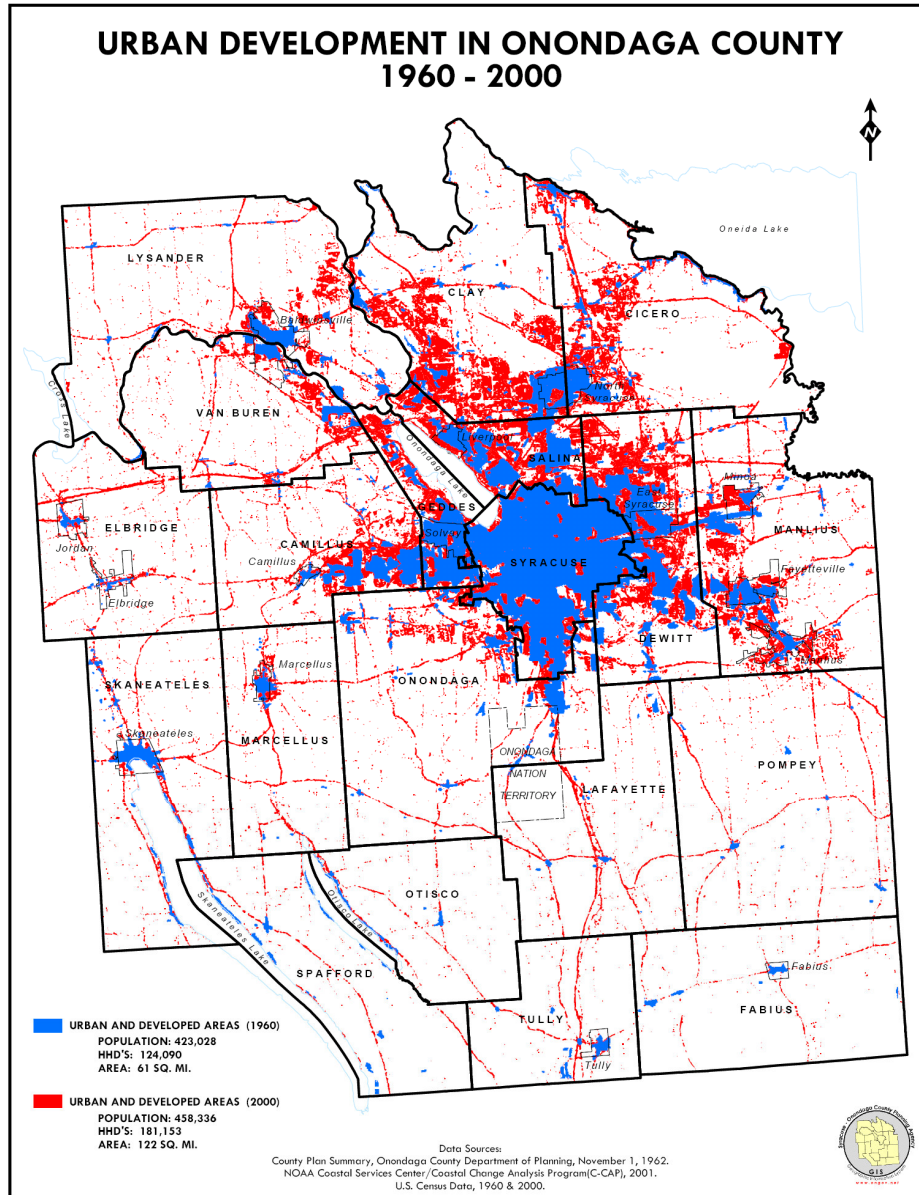 URBAN DEVELOPMENT IN ONONDAGA COUNTY
1960 - 2000
N
Oneida Lake
LYSANDER
CLAY
CICERO
Baldwinsville
North
Syracuse
VAN BUREN
Cross Lake
Onondaga Lake
Liverpool
SALINA
East
Syracuse
Minoa
GEDDES
ELBRIDGE
Jordan
Elbridge
CAMILLUS
Camillus
Solvay
SYRACUSE
MANLIUS
Fayetteville
DEWITT
Manlius
SKANEATELES
Skaneateles
Marcellus
MARCELLUS
ONONDAGA
ONONDAGA
NATION
TERRITORY
LAFAYETTE
POMPEY
Skaneateles Lake
Otisco Lake
OTISCO
SPAFFORD
TULLY
Tully
Fabius
FABIUS
URBAN AND DEVELOPED AREAS (1960)
POPULATION: 423,028
HHD'S: 124,090
AREA: 61 SQ. MI.
URBAN AND DEVELOPED AREAS (2000)
POPULATION: 458,336
HHD'S: 181,153
AREA: 122 SQ. MI.
Data Sources:
County Plan Summary, Onondaga County Department of Planning, November 1, 1962.
NOAA Coastal Services Center/Coastal Change Analysis Program(C-CAP), 2001.
U.S. Census Data, 1960 & 2000.
Syracuse - Onondaga County Planning Agency
GIS